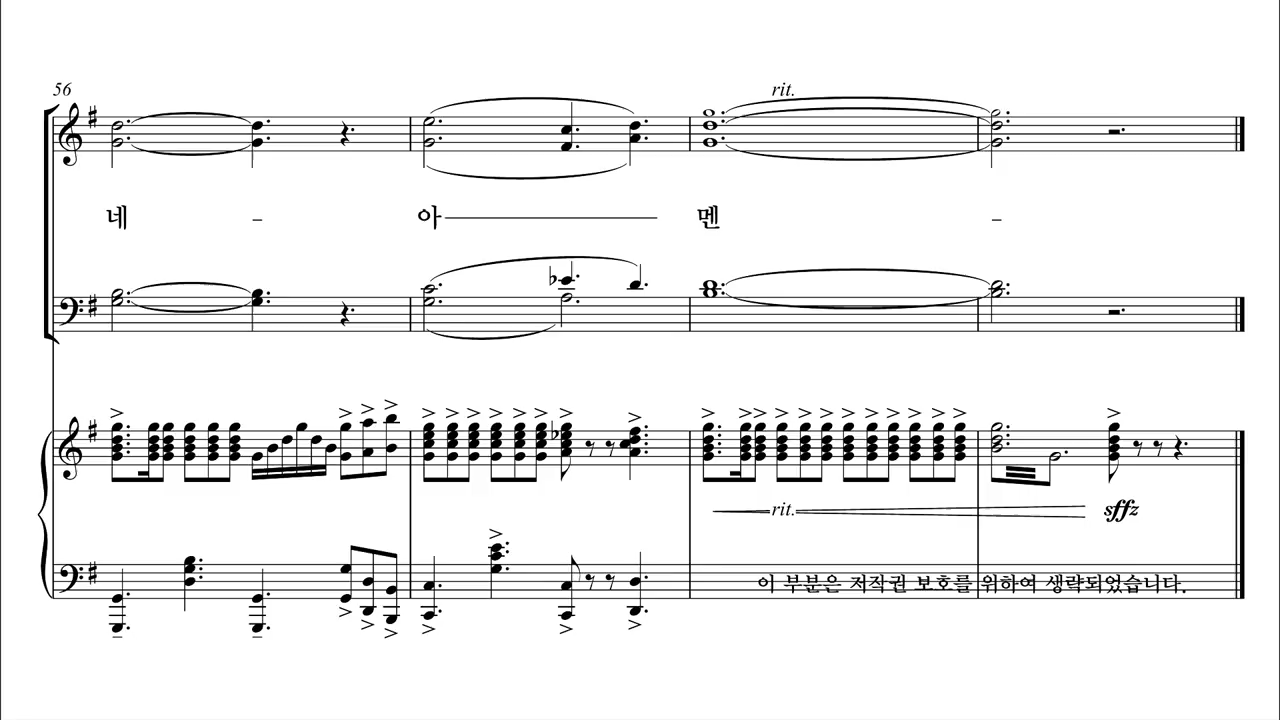 56
rit.
네 - 아 멘 -
rit. sffz
이 부분은 저작권 보호를 위하여 생략되었습니다.